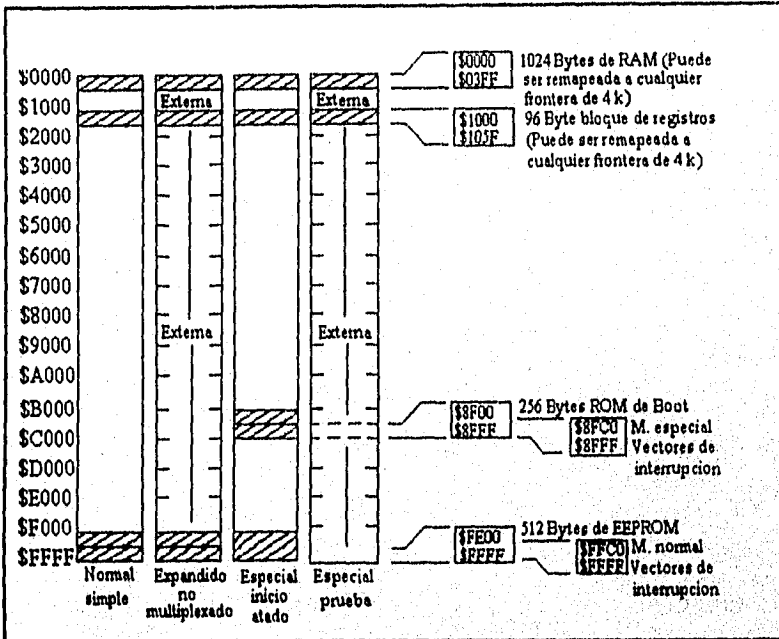 $0000
$1000
$2000
$3000
$4000
$5000
$6000
$7000
$8000
$9000
$A000
$B000
$C000
$D000
$E000
$F000
$FFFF
Externa
Externa
Externa
Externa
Normal
simple
Expandido
no
multiplexado
Especial
inicio
atado
Especial
prueba
$0000
$03FF
1024 Bytes de RAM (Puede
ser remapeada a cualquier
frontera de 4 k)
$1000
$105F
96 Byte bloque de registros
(Puede ser remapeada a
cualquier frontera de 4 k)
$8F00
$8FFF
256 Bytes ROM de Boot
$8FC0
$8FFF
M. especial
Vectores de
interrupcion
$FE00
$FFFF
512 Bytes de EEPROM
$FFC0
$FFFF
M. normal
Vectores de
interrupcion